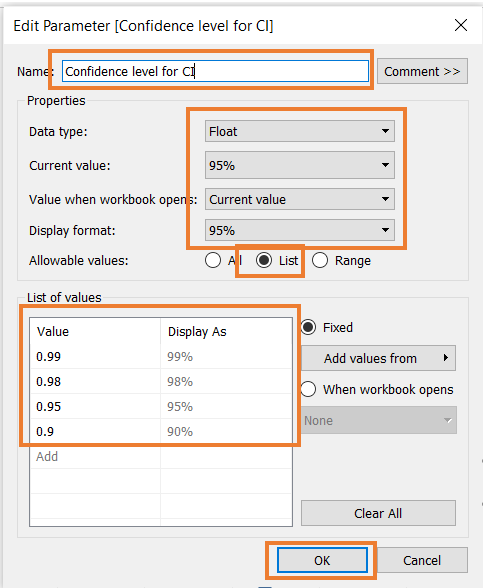 Edit Parameter [Confidence level for CI]
Name: Confidence level for CI Comment >>
Properties
Data type: Float
Current value: 95%
Value when workbook opens: Current value
Display format: 95%
Allowable values: All List Range
List of values
Value Display As
0.99 99%
0.98 98%
0.95 95%
0.9 90%
Add
Fixed
Add values from
When workbook opens
None
Clear All
OK Cancel